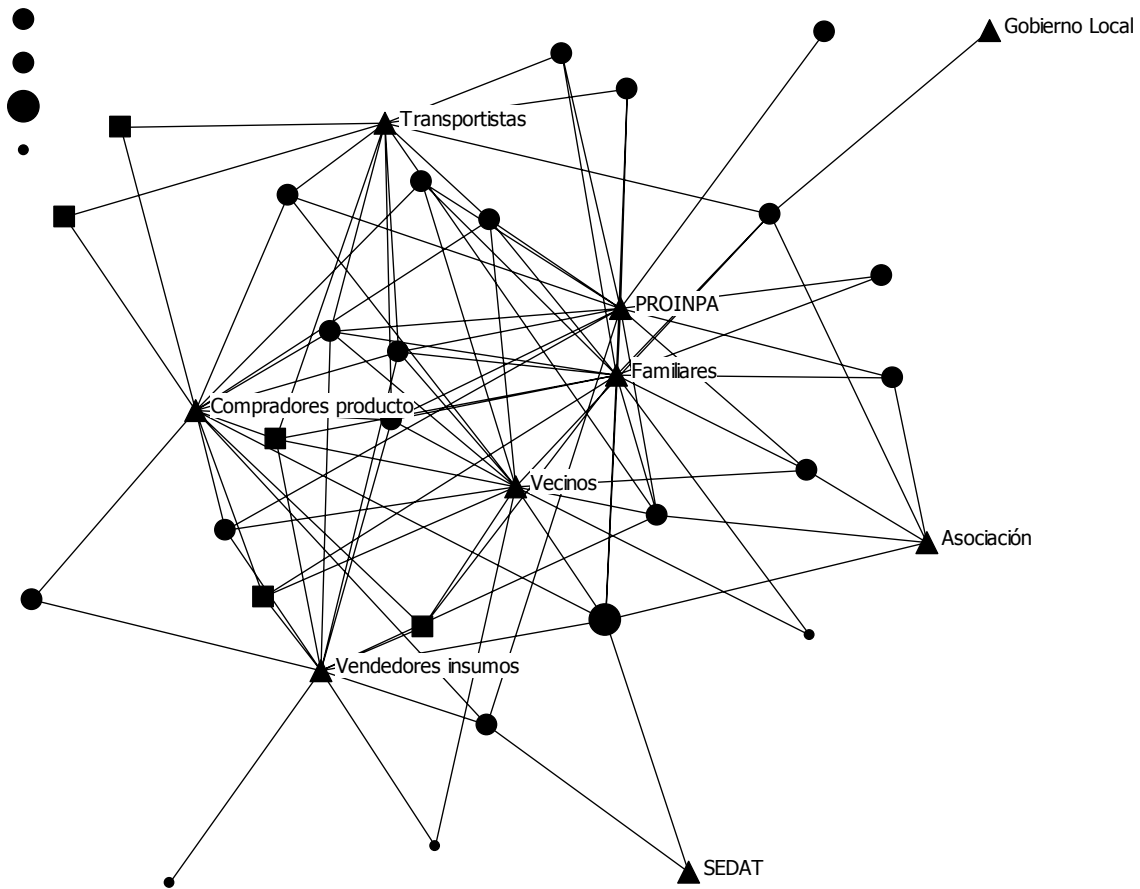 Gobierno Local
Transportistas
PROINPA
Familiares
Compradores producto
Vecinos
Asociación
Vendedores insumos
SEDAT